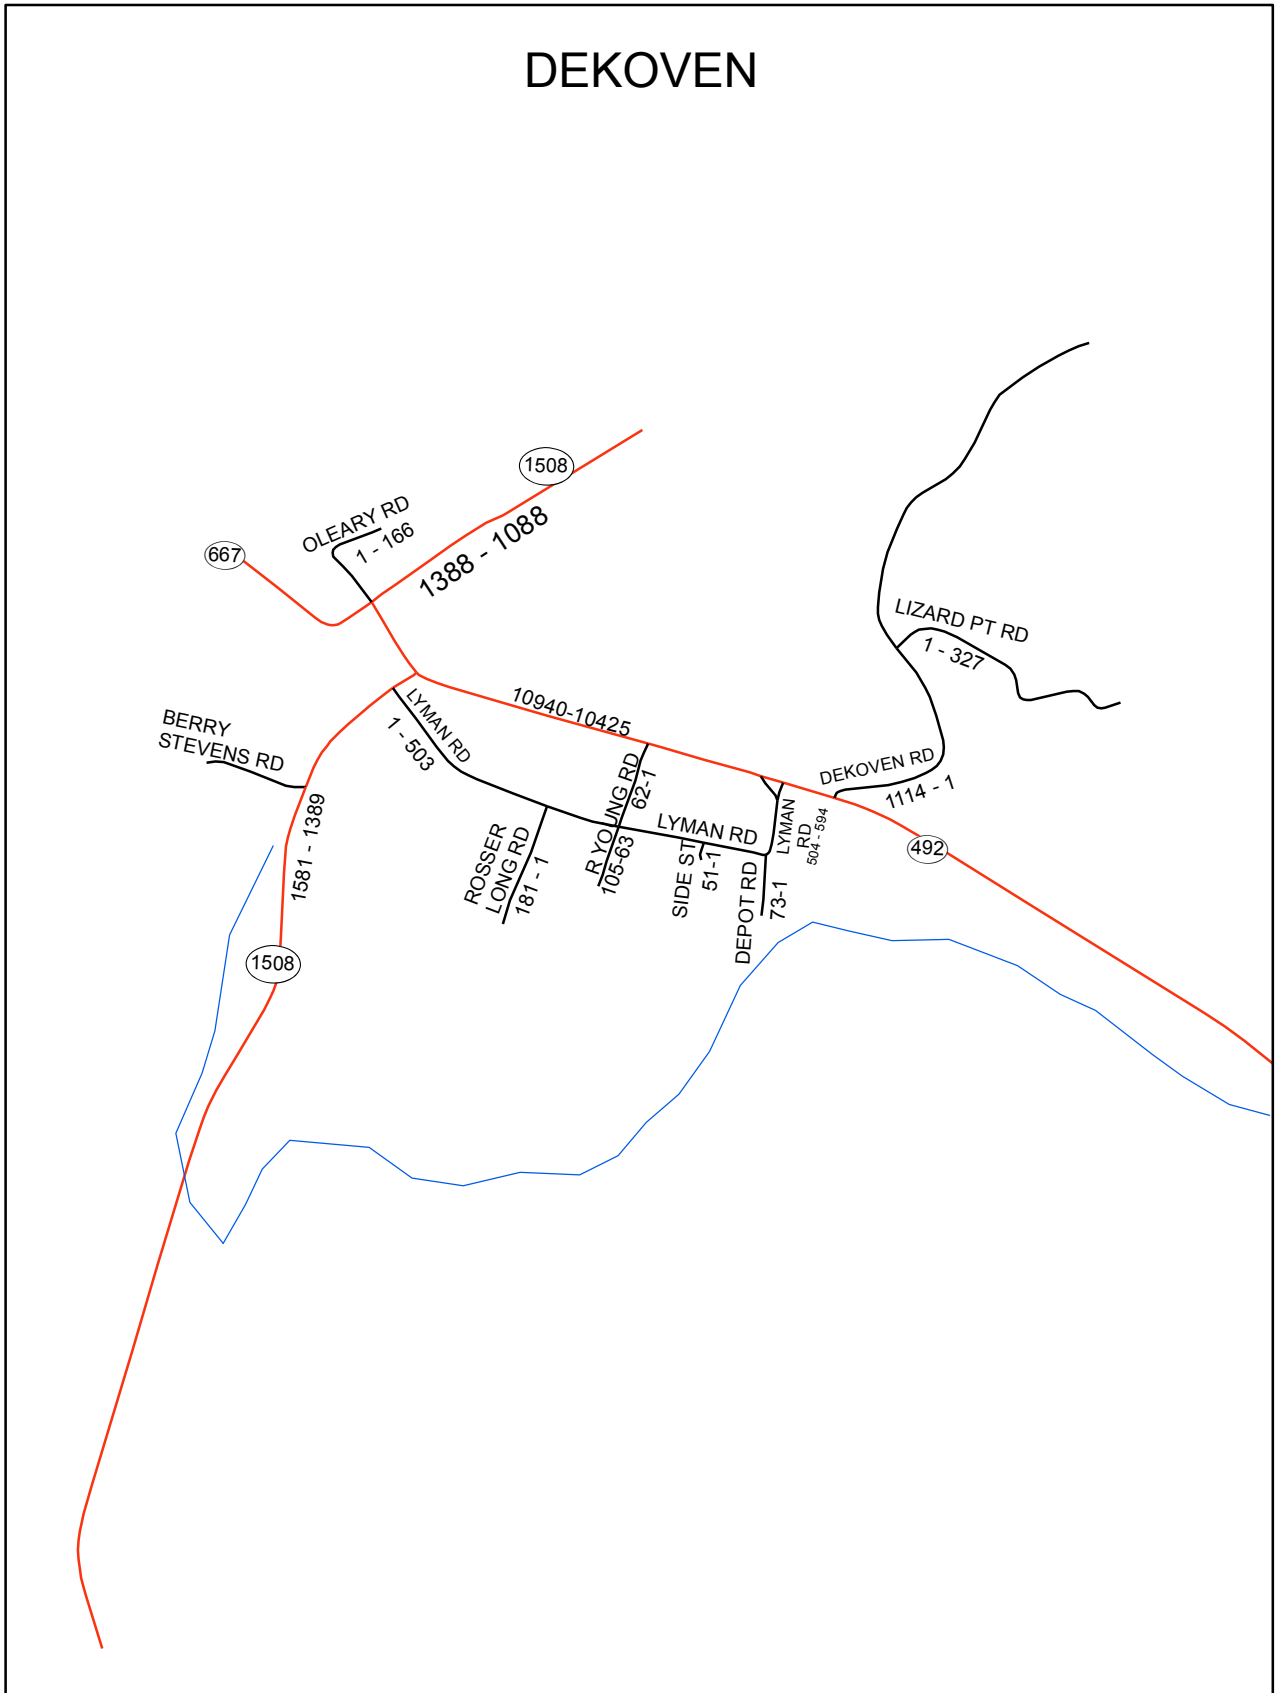 DEKOVEN
1508
OLEARY RD
1 - 166
667
1388 - 1088
LIZARD PT RD
1 - 327
10940-10425
LYMAN RD
1 - 503
BERRY
STEVENS RD
DEKOVEN RD
1114 - 1
R YOUNG RD
62-1
105-63
LYMAN RD
LYMAN
RD
504 - 594
1581 - 1389
ROSSER
LONG RD
181 - 1
SIDE ST
51-1
DEPOT RD
73-1
492
1508